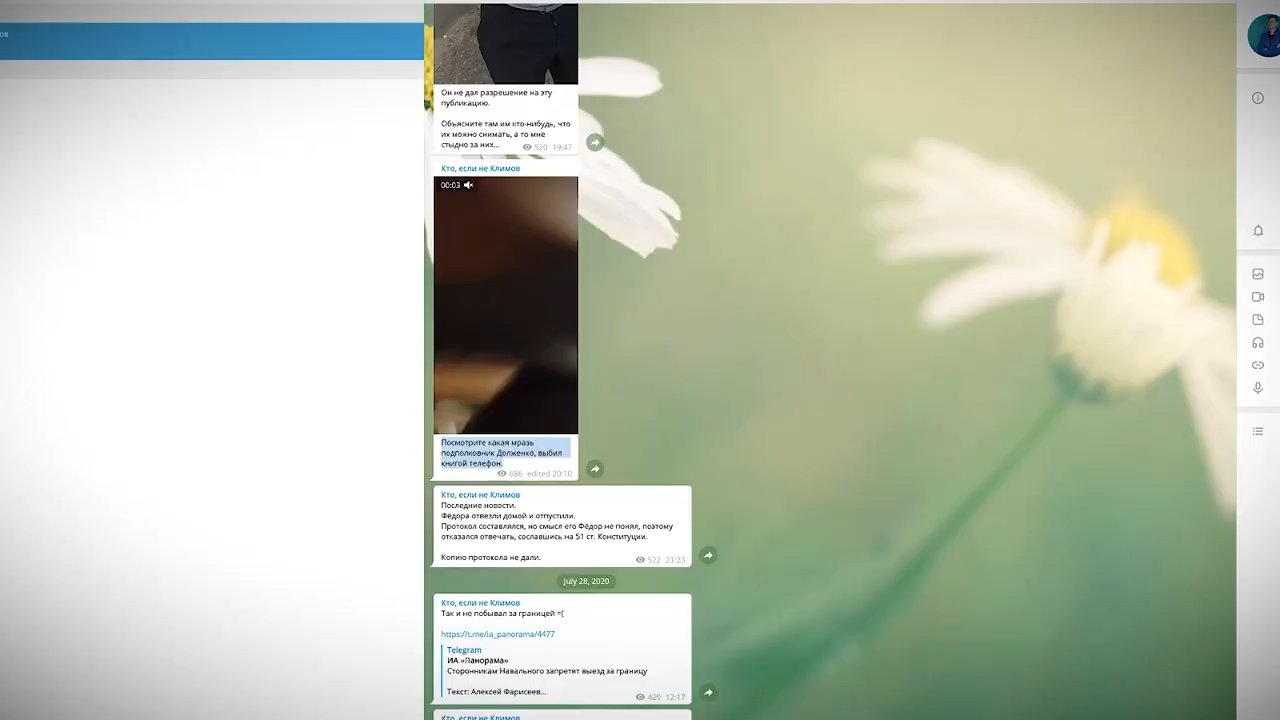 ов
Он не дал разрешение на эту
публикацию.
Объясните там им кто-нибудь, что
их можно снимать, а то мне
стыдно за них...
520 19:47
Кто, если не Климов
00:03
Посмотрите какая мразь
подполковник Долженко, выбил
книгой телефон.
686 edited 20:10
Кто, если не Климов
Последние новости.
Фёдора отвезли домой и отпустили.
Протокол составлялся, но смысл его Фёдор не понял, поэтому
отказался отвечать, сославшись на 51 ст. Конституции.
Копию протокола не дали.
522 21:23
July 28, 2020
Кто, если не Климов
Так и не побывал за границей =(
https://t.me/ia_panorama/4477
Telegram
ИА «Панорама»
Сторонникам Навального запретят выезд за границу
Текст: Алексей Фарисеев...
429 12:17
Кто, если не Климов